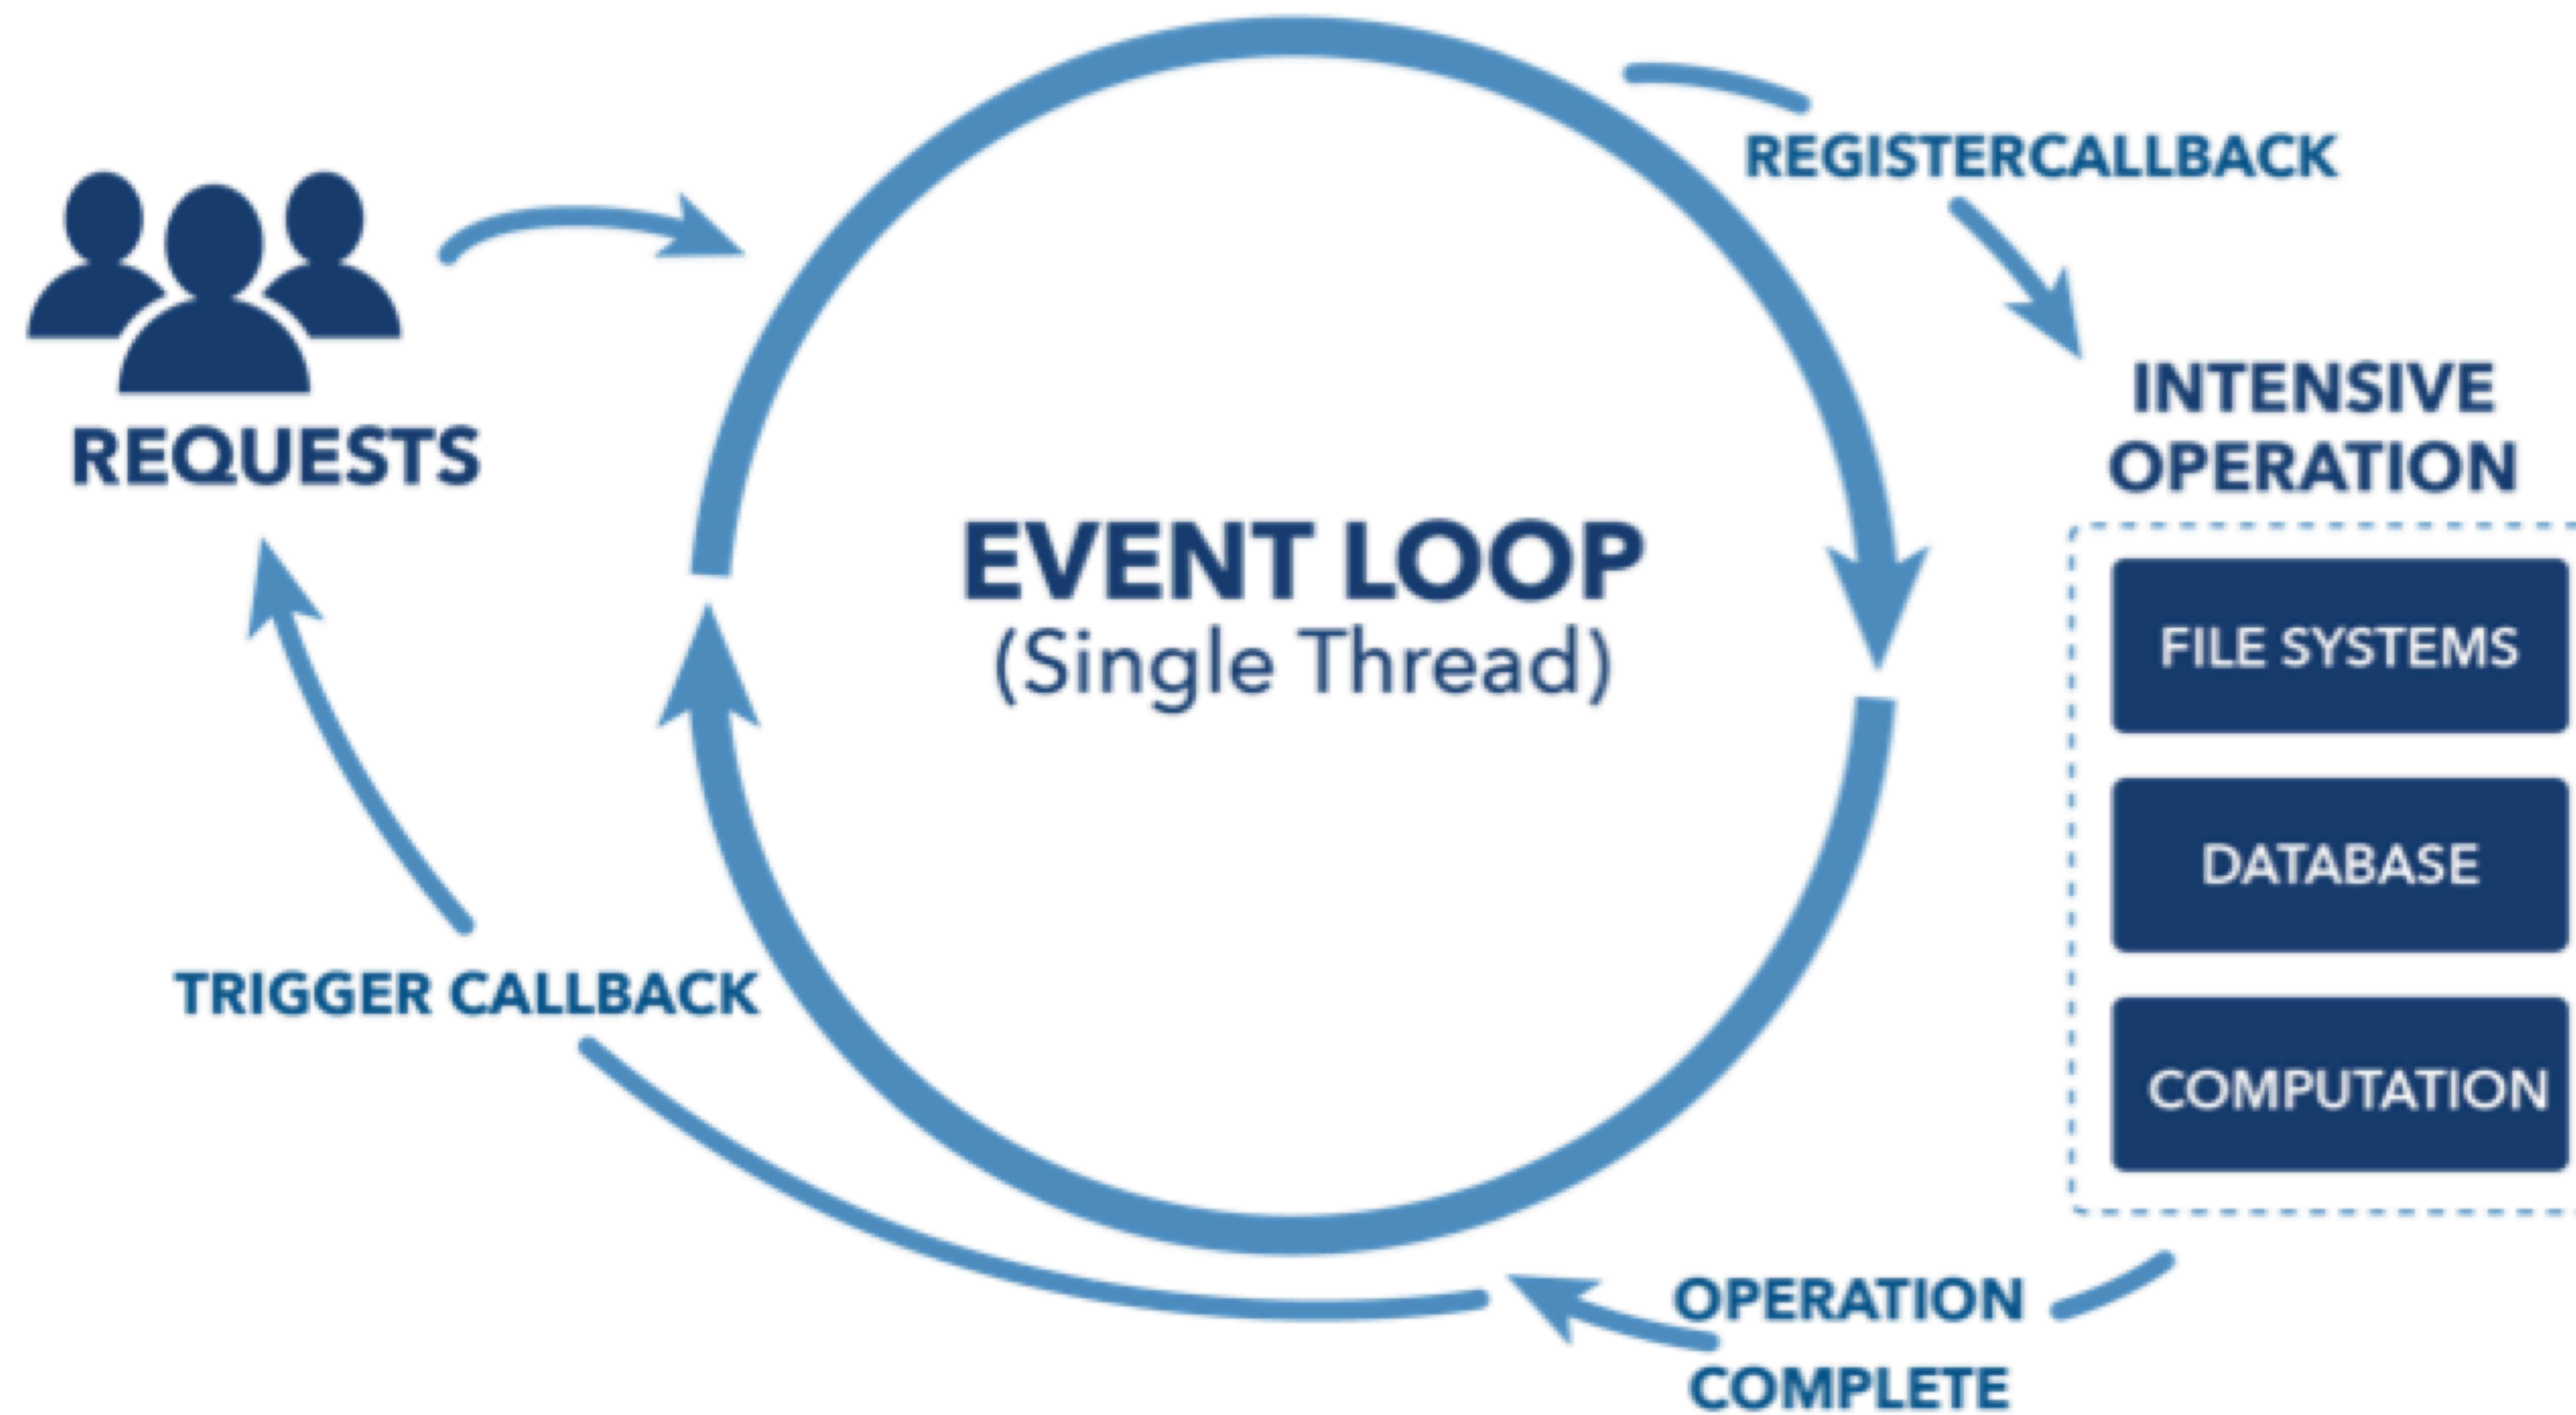 REGISTERCALLBACK
REQUESTS
INTENSIVE
OPERATION
EVENT LOOP
(Single Thread)
FILE SYSTEMS
DATABASE
COMPUTATION
TRIGGER CALLBACK
OPERATION
COMPLETE